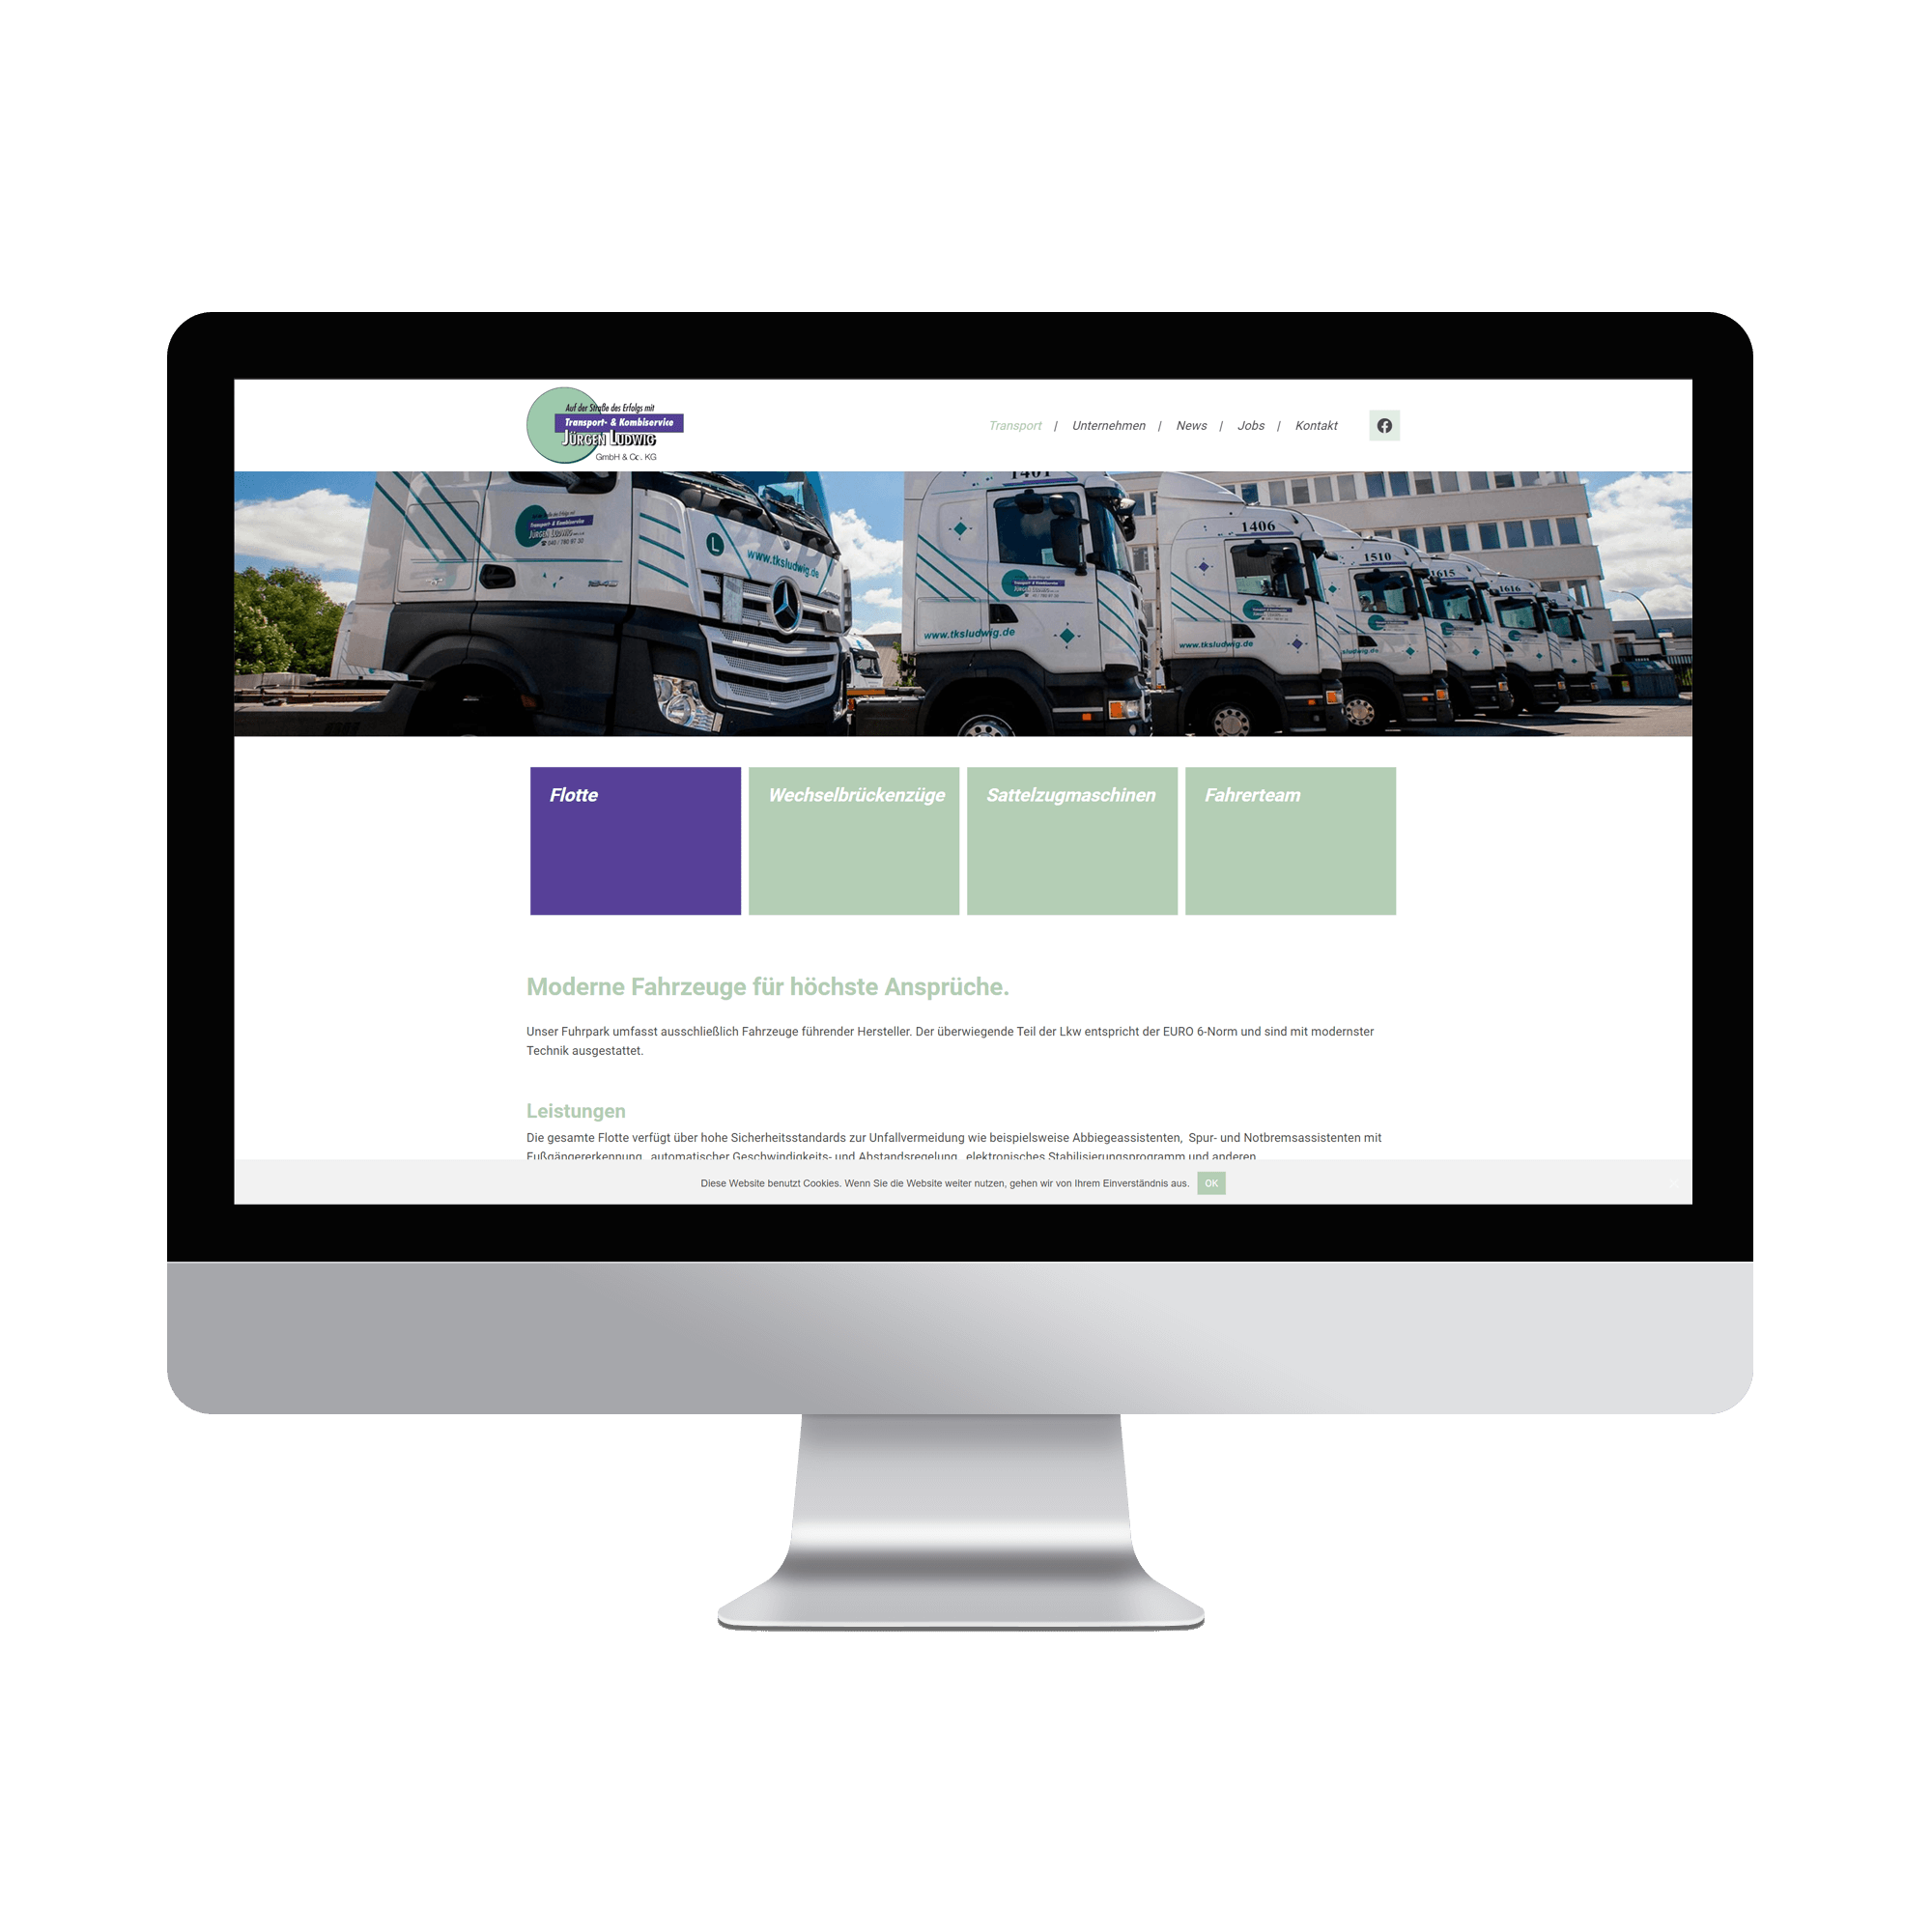 Auf der Straße des Erfolgs mit
Transport- & Kombiservice
JÜRGEN LUDWIG
GmbH & Co. KG
Transport / Unternehmen / News / Jobs / Kontakt
1401
1406
1510
1615
1616
Transport- & Kombiservice
JÜRGEN LUDWIG
L
www.tksludwig.de
www.tksludwig.de
www.tksludwig.de
Flotte
Wechselbrückenzüge
Sattelzugmaschinen
Fahrerteam
Moderne Fahrzeuge für höchste Ansprüche.
Unser Fuhrpark umfasst ausschließlich Fahrzeuge führender Hersteller. Der überwiegende Teil der Lkw entspricht der EURO 6-Norm und sind mit modernster
Technik ausgestattet.
Leistungen
Die gesamte Flotte verfügt über hohe Sicherheitsstandards zur Unfallvermeidung wie beispielsweise Abbiegeassistenten, Spur- und Notbremsassistenten mit
Fußgängererkennung, automatischer Geschwindigkeits- und Abstandsregelung, elektronisches Stabilisierungsprogramm und anderen
Diese Website benutzt Cookies. Wenn Sie die Website weiter nutzen, gehen wir von Ihrem Einverständnis aus.
OK